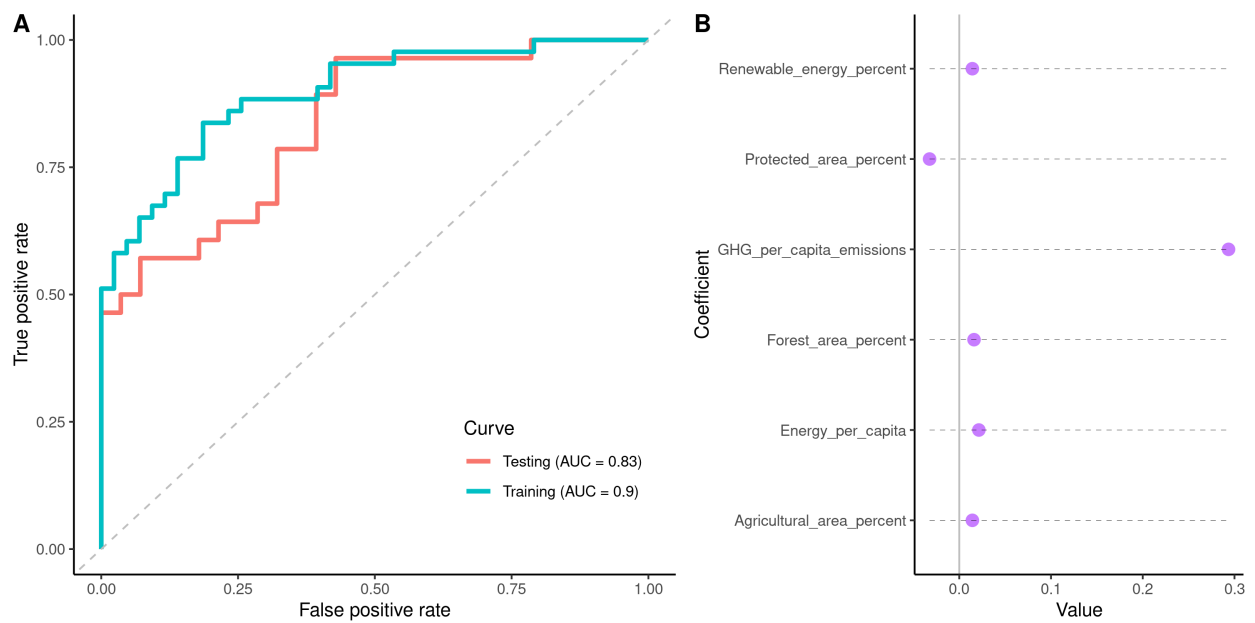 A
1.00
0.75
0.50
0.25
0.00
True positive rate
Curve
Testing (AUC = 0.83)
Training (AUC = 0.9)
0.00 0.25 0.50 0.75 1.00
False positive rate
B
Coefficient
Renewable_energy_percent
Protected_area_percent
GHG_per_capita_emissions
Forest_area_percent
Energy_per_capita
Agricultural_area_percent
0.0 0.1 0.2 0.3
Value